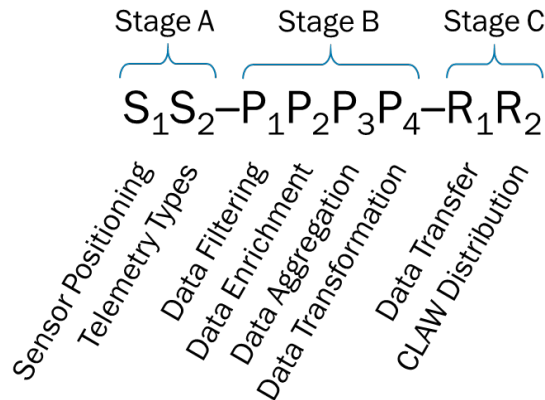 Stage A Stage B Stage C
S₁S₂–P₁P₂P₃P₄–R₁R₂
Sensor Positioning
Telemetry Types
Data Filtering
Data Enrichment
Data Aggregation
Data Transformation
Data Transfer
CLAW Distribution